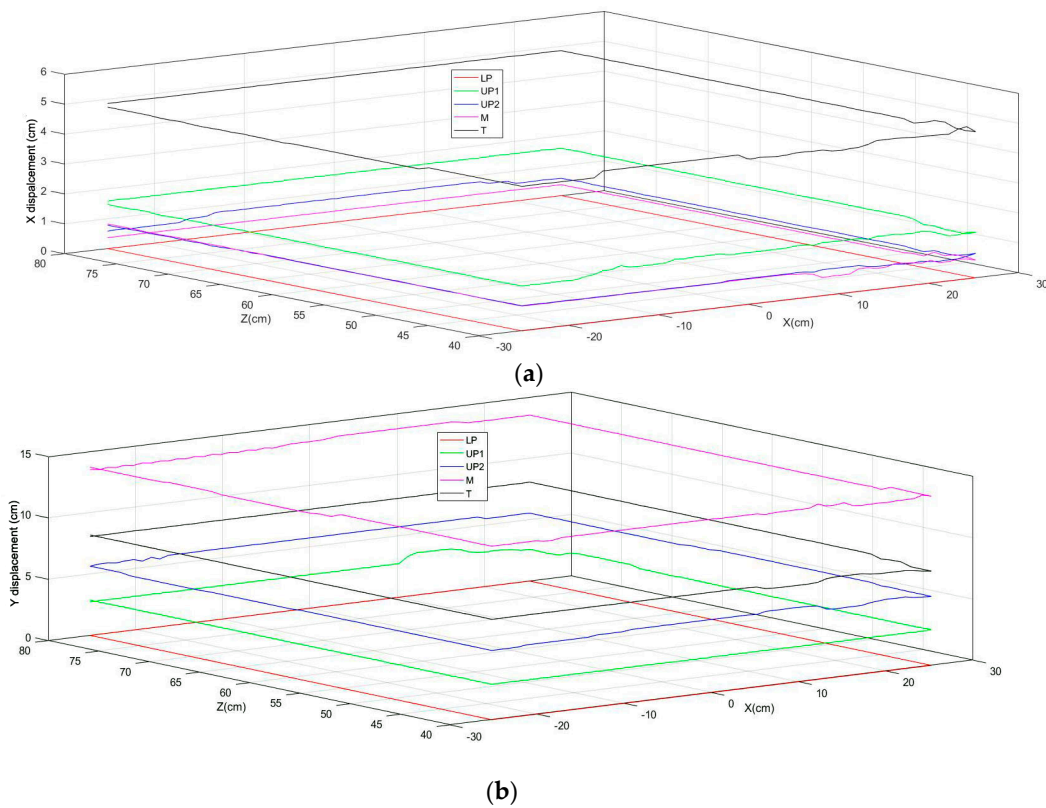 6
5
4
3
2
1
0
X dispalcement (cm)
LP
UP1
UP2
M
T
80
75
70
65
60
55
50
45
40
Z(cm)
-30
-20
-10
0
10
20
30
X(cm)
(a)
15
10
5
0
Y displacement (cm)
LP
UP1
UP2
M
T
80
75
70
65
60
55
50
45
40
Z(cm)
-30
-20
-10
0
10
20
30
X(cm)
(b)